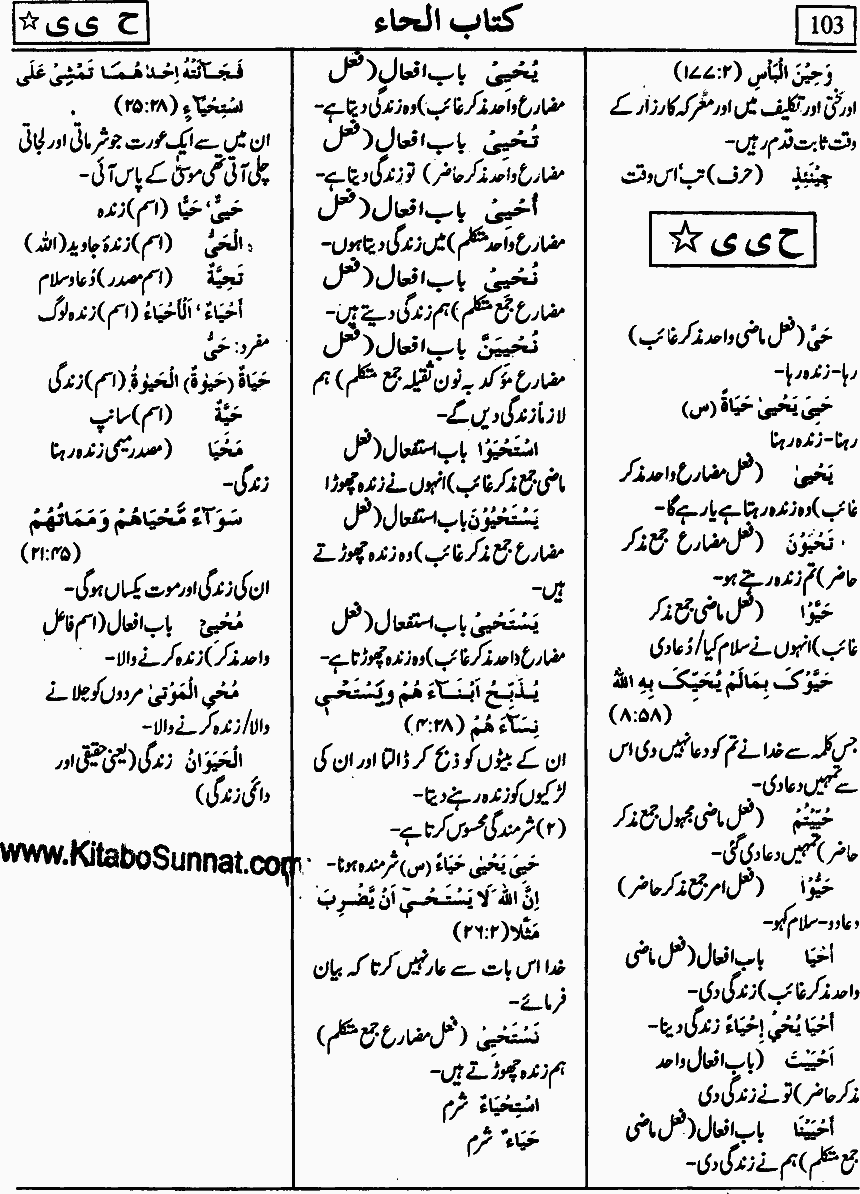 103
كتاب الحاء
ح ی ی ☆
وَحِیْنَ الْبَأْسِ (۱۷۷:۲)
اور سختی اور تکلیف میں اور معرکہ کارزار کے
وقت ثابت قدم رہیں۔
حِیْنَئِذٍ (حرف) تب اُس وقت
ح ی ی ☆
حَیَّ (فعل ماضی واحد مذکر غائب)
رہا۔ زندہ رہا۔
حَیِیَ یَحْییٰ حَیَاۃً (س)
رہنا۔ زندہ رہنا
یَحْییٰ (فعل مضارع واحد مذکر
غائب) وہ زندہ رہتا ہے یا رہے گا۔
تَحْیَوْنَ (فعل مضارع جمع مذکر
حاضر) تم زندہ رہتے ہو۔
حَیَّوْا (فعل ماضی جمع مذکر
غائب) انہوں نے سلام کیا/ دُعا دی
حَیَّوْکَ بِمَالَمْ یُحَیِّکَ بِهِ اللهُ
(۸:۵۸)
جس کلمہ سے خدا نے تم کو دعا نہیں دی اس
سے تمہیں دعا دی۔
حُیِّیْتُمْ (فعل ماضی مجہول جمع مذکر
حاضر) تمہیں دعا دی گئی۔
حَیُّوْا (فعل امر جمع مذکر حاضر)
دعا دو۔ سلام کہو۔
اَحْیَا باب افعال (فعل ماضی
واحد مذکر غائب) زندگی دی۔
أَحْیَا یُحْیِ إِحْیَاءً زندگی دینا۔
اَحْیَیْتَ (باب افعال واحد
مذکر حاضر) تو نے زندگی دی
أَحْیَیْنَا باب افعال (فعل ماضی
جمع متکلم) ہم نے زندگی دی۔
یُحْیِیْ باب افعال (فعل
مضارع واحد مذکر غائب) وہ زندگی دیتا ہے۔
تُحْیِیْ باب افعال (فعل
مضارع واحد مذکر حاضر) تو زندگی دیتا ہے۔
أُحْیِیْ باب افعال (فعل
مضارع واحد متکلم) میں زندگی دیتا ہوں۔
نُحْیِیْ باب افعال (فعل
مضارع جمع متکلم) ہم زندگی دیتے ہیں۔
نُحْیِیَنَّ باب افعال (فعل
مضارع مؤکد بہ نون ثقیلہ جمع متکلم) ہم
لازماً زندگی دیں گے۔
اسْتَحْیَوْا باب استفعال (فعل
ماضی جمع مذکر غائب) انہوں نے زندہ چھوڑا
یَسْتَحْیُوْنَ باب استفعال (فعل
مضارع جمع مذکر غائب) وہ زندہ چھوڑتے
ہیں۔
یَسْتَحْیِیْ باب استفعال (فعل
مضارع واحد مذکر غائب) وہ زندہ چھوڑتا ہے۔
یُذَبِّحُ اَبْنَآءَ هُمْ وَیَسْتَحْیٖ
نِسَآءَ هُمْ (۴:۲۸)
ان کے بیٹوں کو ذبح کر ڈالتا اور ان کی
لڑکیوں کو زندہ رہنے دیتا۔
(۲) شرمندگی محسوس کرتا ہے۔
حَیِیَ یَحْییٰ حَیَاءً (س) شرمندہ ہونا۔
اِنَّ اللهَ لَا یَسْتَحْیٖٓ اَنْ یَّضْرِبَ
مَثَلًا (۲۶:۲)
خدا اس بات سے عار نہیں کرتا کہ بیان
فرمائے۔
نَسْتَحْیِیْ (فعل مضارع جمع متکلم)
ہم زندہ چھوڑتے ہیں۔
اسْتِحْیَاءً شرم
حَیَاءً شرم
فَجَآءَتْهُ اِحْدٰهُمَا تَمْشِیْ عَلَی
اسْتِحْیَآءٍ (۲۵:۲۸)
ان میں سے ایک عورت جو شرماتی اور لجاتی
چلی آتی تھی موسیٰ کے پاس آئی۔
حَیٌّ، حَیًّا (اسم) زندہ
الْحَیُّ (اسم) زندۂ جاوید (اللہ)
تَحِیَّةٌ (اسم مصدر) دُعا و سلام
أَحْیَاءٌ، اَلْأَحْیَاءُ (اسم) زندہ لوگ
مفرد: حَیٌّ
حَیَاةٌ (حَیٰوۃٌ) الْحَیٰوۃُ (اسم) زندگی
حَیَّةٌ (اسم) سانپ
مَحْیَا (مصدر میمی زندہ رہنا
زندگی۔
سَوَآءً مَّحْیَاهُمْ وَمَمَاتُهُمْ
(۲۱:۴۵)
ان کی زندگی اور موت یکساں ہوگی۔
مُحْیِیْ باب افعال (اسم فاعل
واحد مذکر) زندہ کرنے والا۔
مُحْیِ الْمَوْتیٰ مردوں کو جلانے
والا/ زندہ کرنے والا۔
الْحَیَوَانُ زندگی (یعنی حقیقی اور
دائمی زندگی)
www.KitaboSunnat.com